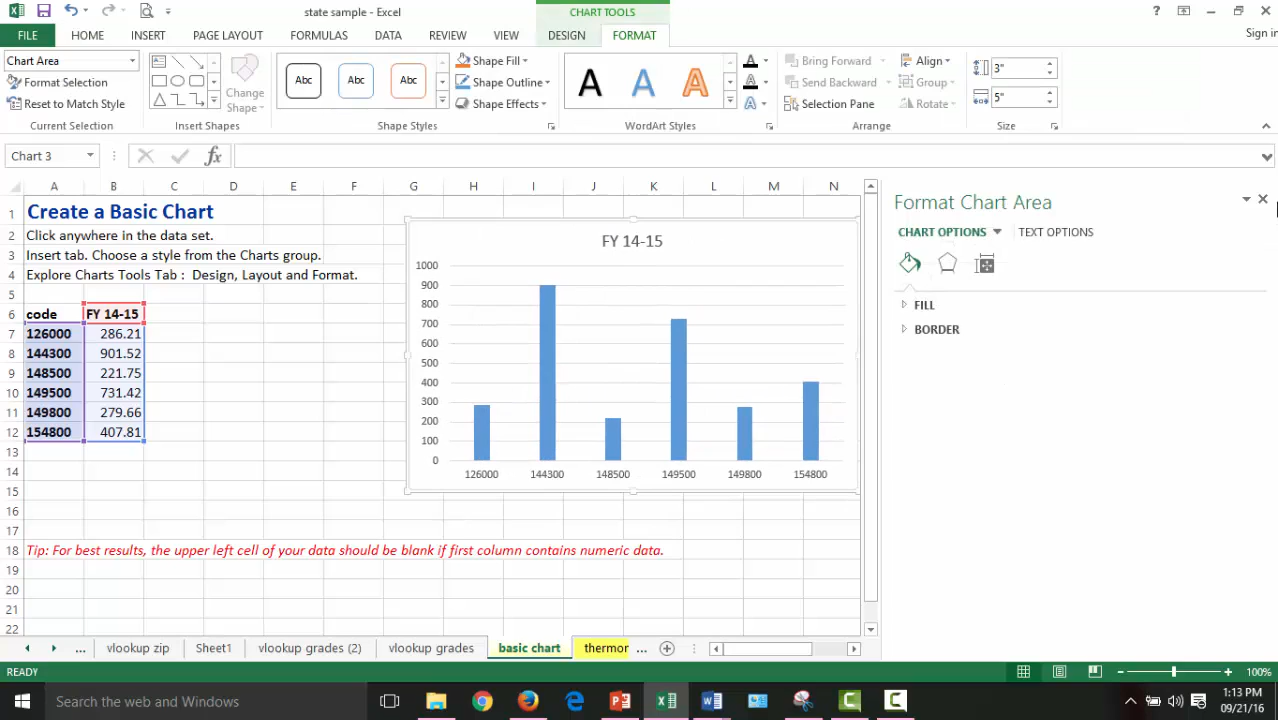 state sample - Excel
CHART TOOLS
?
Sign in
FILE HOME INSERT PAGE LAYOUT FORMULAS DATA REVIEW VIEW DESIGN FORMAT
Chart Area
Format Selection
Reset to Match Style
Current Selection
Change
Shape
Insert Shapes
Abc Abc Abc
Shape Fill
Shape Outline
Shape Effects
Shape Styles
A A A
A
A
A
WordArt Styles
Bring Forward
Send Backward
Selection Pane
Align
Group
Rotate
Arrange
3"
5"
Size
Chart 3
fx
A B C D E F G H I J K L M N
1 Create a Basic Chart
2 Click anywhere in the data set.
3 Insert tab. Choose a style from the Charts group.
4 Explore Charts Tools Tab : Design, Layout and Format.
5
6 code FY 14-15
7 126000 286.21
8 144300 901.52
9 148500 221.75
10 149500 731.42
11 149800 279.66
12 154800 407.81
13
14
15
16
17
18 Tip: For best results, the upper left cell of your data should be blank if first column contains numeric data.
19
20
21
22
FY 14-15
1000
900
800
700
600
500
400
300
200
100
0
126000 144300 148500 149500 149800 154800
Format Chart Area
CHART OPTIONS TEXT OPTIONS
FILL
BORDER
... vlookup zip Sheet1 vlookup grades (2) vlookup grades basic chart thermor ...
READY
100%
Search the web and Windows
1:13 PM
09/21/16